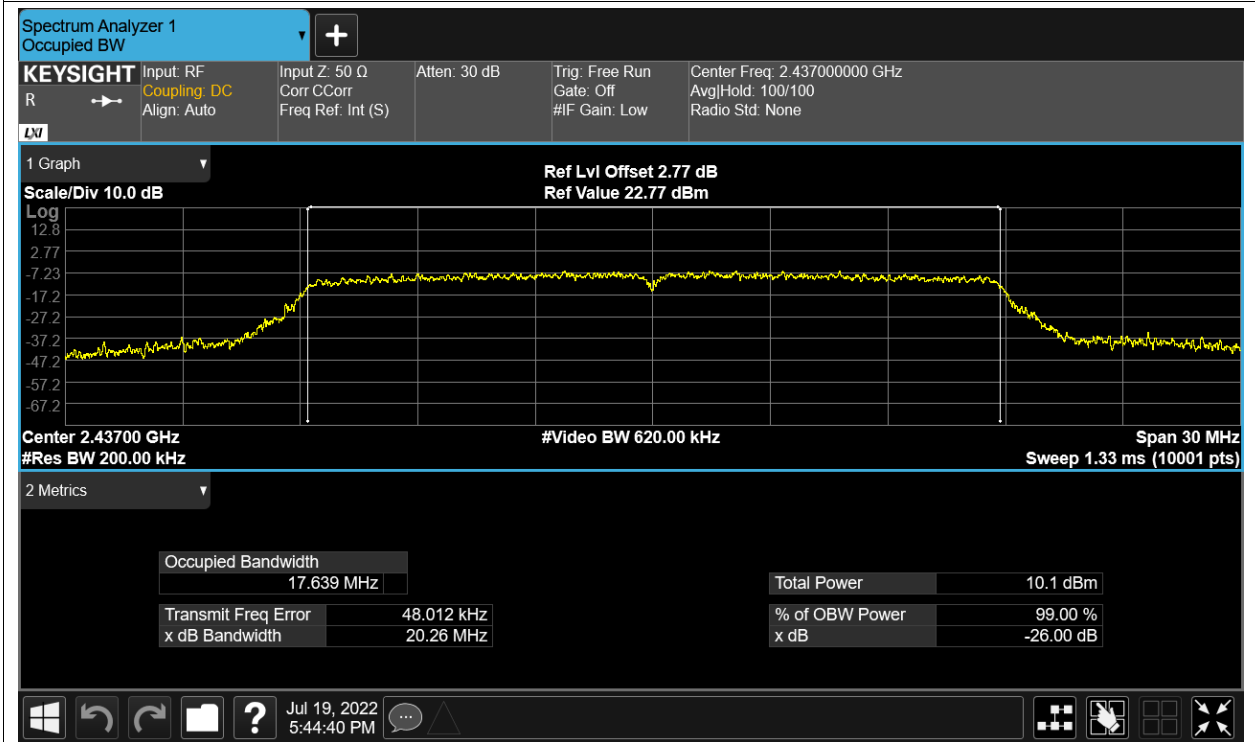 Spectrum Analyzer 1
Occupied BW
KEYSIGHT
R
LXI
Input: RF
Coupling: DC
Align: Auto
Input Z: 50 Ω
Corr CCorr
Freq Ref: Int (S)
Atten: 30 dB
Trig: Free Run
Gate: Off
#IF Gain: Low
Center Freq: 2.437000000 GHz
Avg|Hold: 100/100
Radio Std: None
1 Graph
Scale/Div 10.0 dB
Ref Lvl Offset 2.77 dB
Ref Value 22.77 dBm
Log
12.8
2.77
-7.23
-17.2
-27.2
-37.2
-47.2
-57.2
-67.2
Center 2.43700 GHz
#Res BW 200.00 kHz
#Video BW 620.00 kHz
Span 30 MHz
Sweep 1.33 ms (10001 pts)
2 Metrics
Occupied Bandwidth
17.639 MHz
Transmit Freq Error 48.012 kHz
x dB Bandwidth 20.26 MHz
Total Power 10.1 dBm
% of OBW Power 99.00 %
x dB -26.00 dB
?
Jul 19, 2022
5:44:40 PM